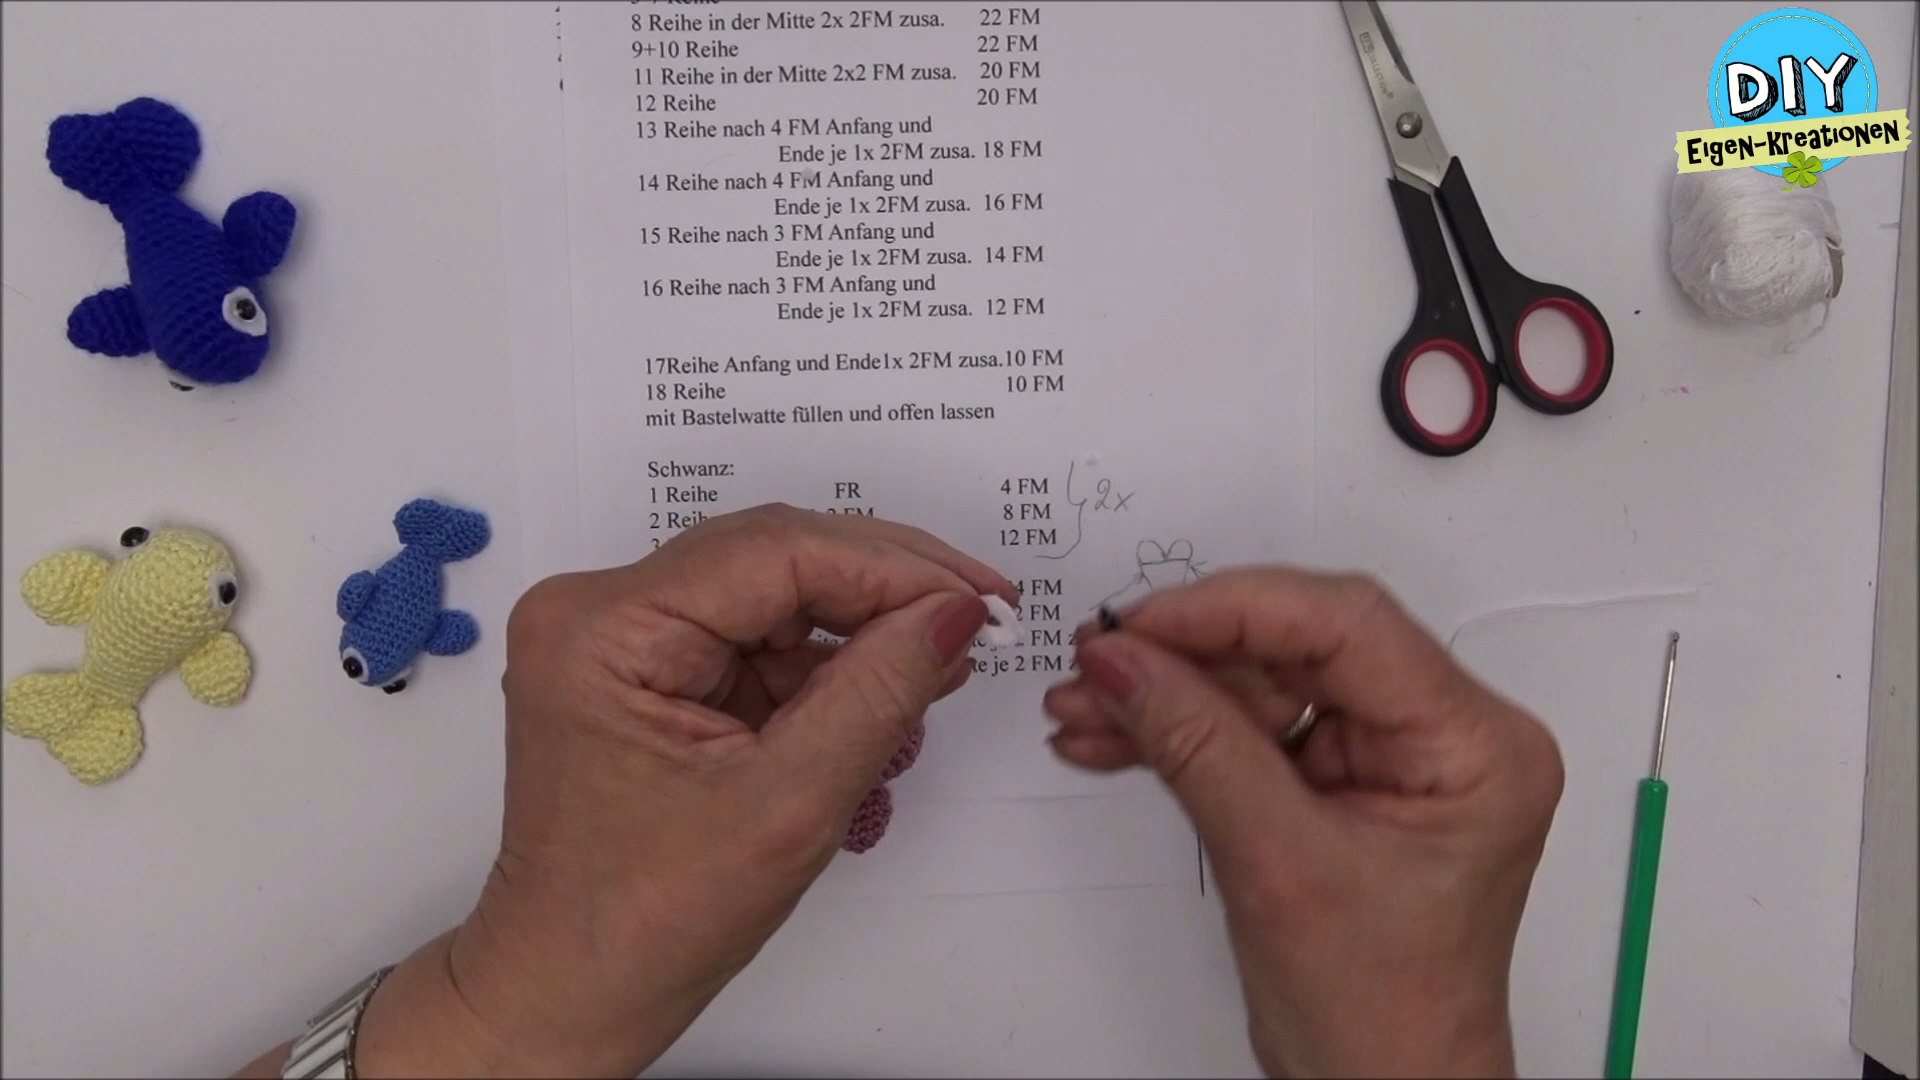 8 Reihe in der Mitte 2x 2FM zusa. 22 FM
9+10 Reihe 22 FM
11 Reihe in der Mitte 2x2 FM zusa. 20 FM
12 Reihe 20 FM
13 Reihe nach 4 FM Anfang und
Ende je 1x 2FM zusa. 18 FM
14 Reihe nach 4 FM Anfang und
Ende je 1x 2FM zusa. 16 FM
15 Reihe nach 3 FM Anfang und
Ende je 1x 2FM zusa. 14 FM
16 Reihe nach 3 FM Anfang und
Ende je 1x 2FM zusa. 12 FM
17Reihe Anfang und Ende1x 2FM zusa.10 FM
18 Reihe 10 FM
mit Bastelwatte füllen und offen lassen
Schwanz:
1 Reihe FR 4 FM
2x
2 8 FM
12 FM
FM
FM
FM
je 2 FM
DIY
Eigen-Kreationen